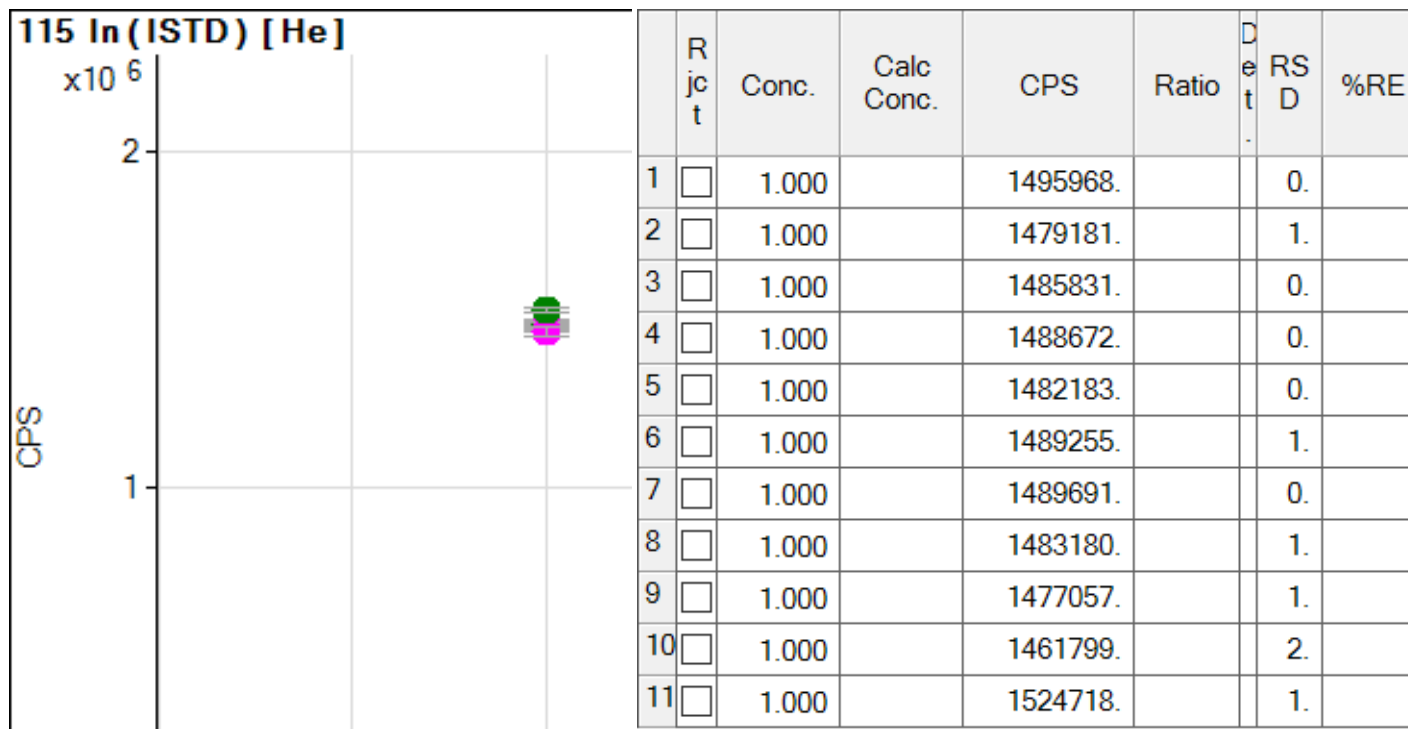 115 In ( ISTD ) [ He ]
x10 6
2
1
CPS
Rjct Conc. Calc Conc. CPS Ratio Det. RSD %RE
1 1.000 1495968. 0.
2 1.000 1479181. 1.
3 1.000 1485831. 0.
4 1.000 1488672. 0.
5 1.000 1482183. 0.
6 1.000 1489255. 1.
7 1.000 1489691. 0.
8 1.000 1483180. 1.
9 1.000 1477057. 1.
10 1.000 1461799. 2.
11 1.000 1524718. 1.